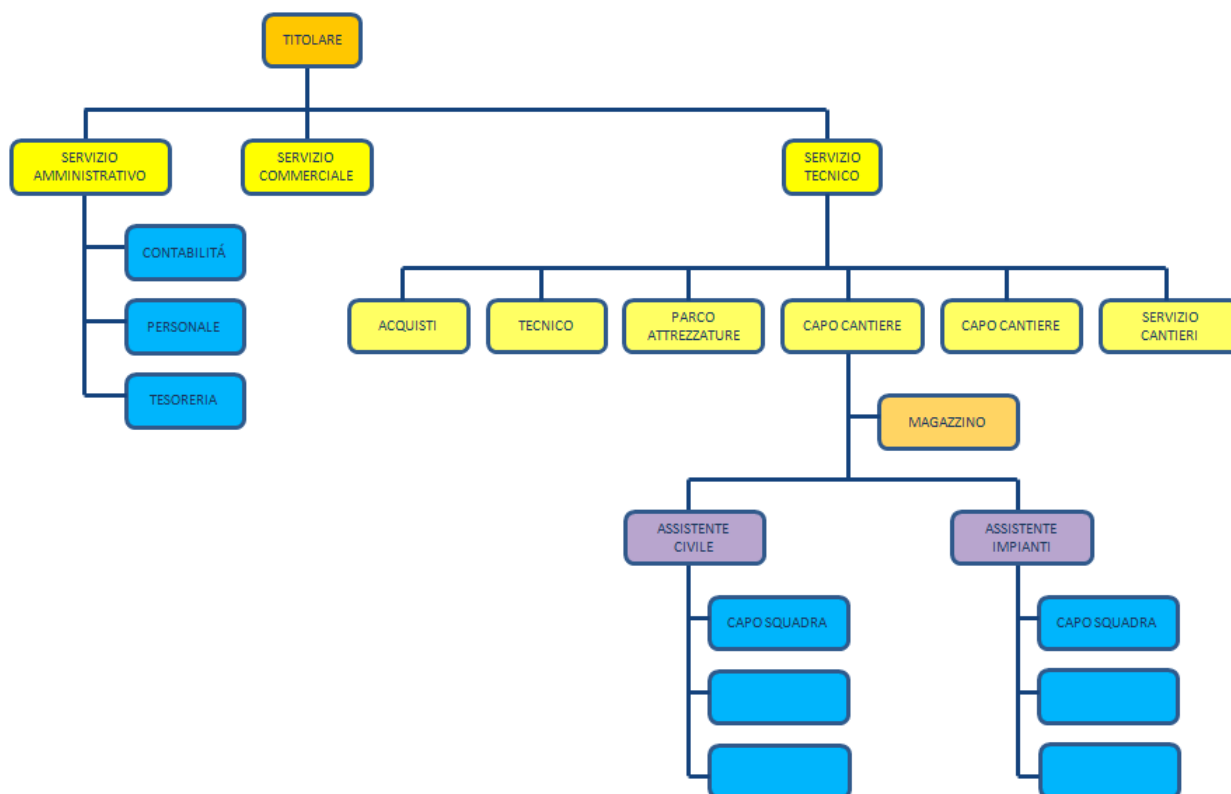 TITOLARE
SERVIZIO
AMMINISTRATIVO
SERVIZIO
COMMERCIALE
SERVIZIO
TECNICO
CONTABILITÁ
PERSONALE
TESORERIA
ACQUISTI
TECNICO
PARCO
ATTREZZATURE
CAPO CANTIERE
CAPO CANTIERE
SERVIZIO
CANTIERI
MAGAZZINO
ASSISTENTE
CIVILE
ASSISTENTE
IMPIANTI
CAPO SQUADRA
CAPO SQUADRA